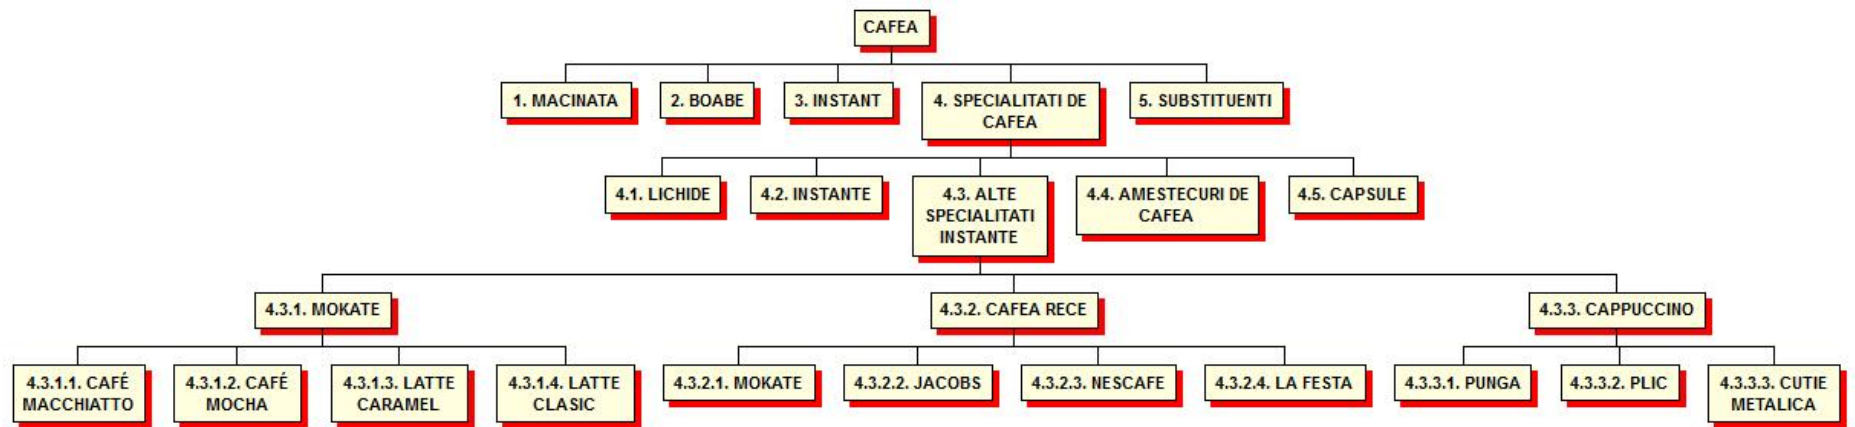 CAFEA
1. MACINATA
2. BOABE
3. INSTANT
4. SPECIALITATI DE
CAFEA
5. SUBSTITUENTI
4.1. LICHIDE
4.2. INSTANTE
4.3. ALTE
SPECIALITATI
INSTANTE
4.4. AMESTECURI DE
CAFEA
4.5. CAPSULE
4.3.1. MOKATE
4.3.2. CAFEA RECE
4.3.3. CAPPUCCINO
4.3.1.1. CAFÉ
MACCHIATTO
4.3.1.2. CAFÉ
MOCHA
4.3.1.3. LATTE
CARAMEL
4.3.1.4. LATTE
CLASIC
4.3.2.1. MOKATE
4.3.2.2. JACOBS
4.3.2.3. NESCAFE
4.3.2.4. LA FESTA
4.3.3.1. PUNGA
4.3.3.2. PLIC
4.3.3.3. CUTIE
METALICA